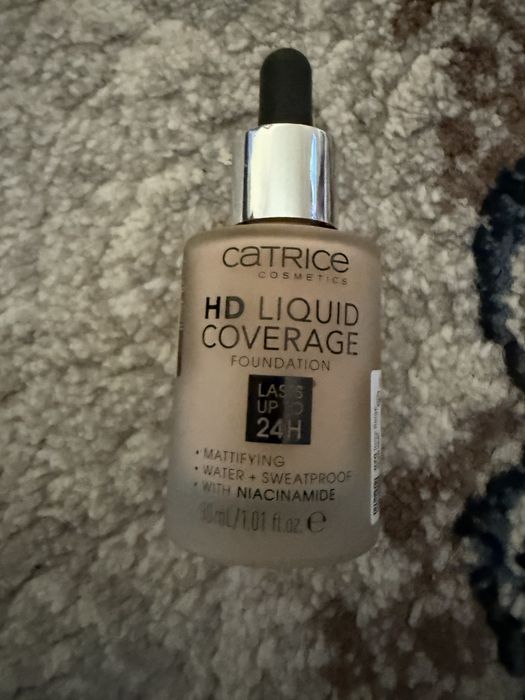 CATRICE
COSMETICS
HD LIQUID
COVERAGE
FOUNDATION
LASTS
UP TO
24H
• MATTIFYING
• WATER + SWEATPROOF
• WITH NIACINAMIDE
30 mL/1.01 fl.oz. ℮